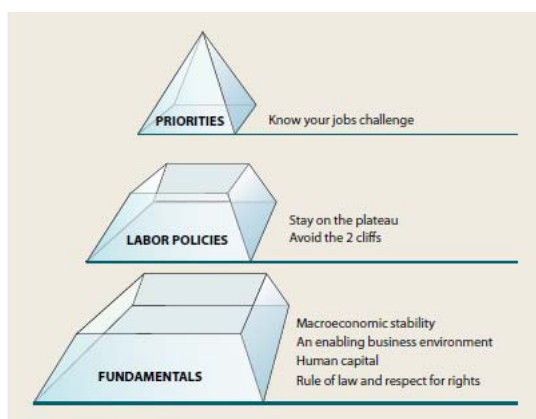 PRIORITIES
Know your jobs challenge
LABOR POLICIES
Stay on the plateau
Avoid the 2 cliffs
FUNDAMENTALS
Macroeconomic stability
An enabling business environment
Human capital
Rule of law and respect for rights